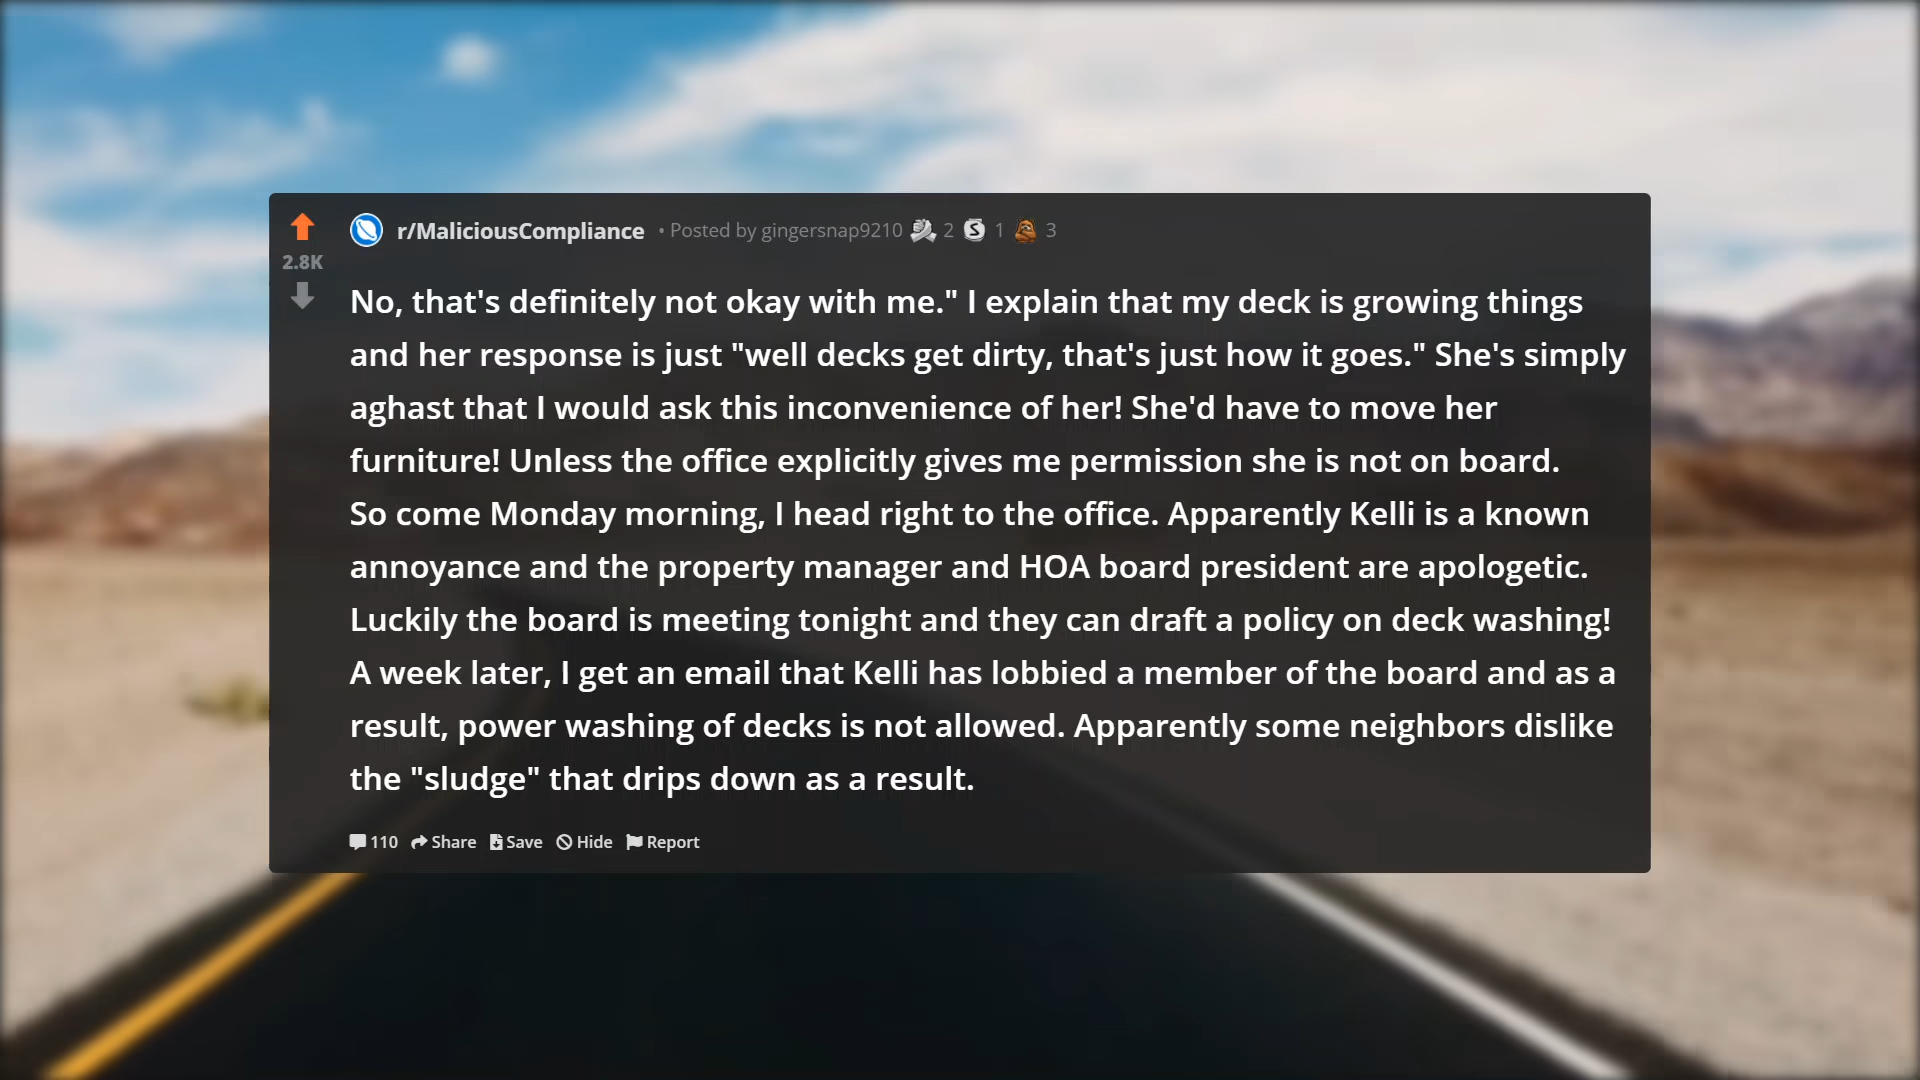 r/MaliciousCompliance • Posted by gingersnap9210 2 S 1 3
2.8K
No, that's definitely not okay with me." I explain that my deck is growing things
and her response is just "well decks get dirty, that's just how it goes." She's simply
aghast that I would ask this inconvenience of her! She'd have to move her
furniture! Unless the office explicitly gives me permission she is not on board.
So come Monday morning, I head right to the office. Apparently Kelli is a known
annoyance and the property manager and HOA board president are apologetic.
Luckily the board is meeting tonight and they can draft a policy on deck washing!
A week later, I get an email that Kelli has lobbied a member of the board and as a
result, power washing of decks is not allowed. Apparently some neighbors dislike
the "sludge" that drips down as a result.
110 Share Save Hide Report